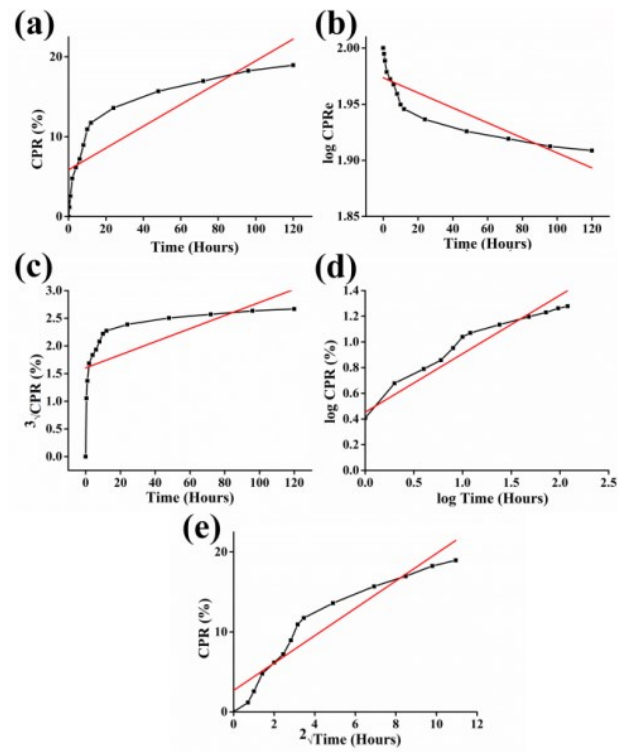 (a)
CPR (%)
20
10
0
0 20 40 60 80 100 120
Time (Hours)
(b)
log CPRe
2.00
1.95
1.90
1.85
0 20 40 60 80 100 120
Time (Hours)
(c)
3√CPR (%)
3.0
2.5
2.0
1.5
1.0
0.5
0.0
0 20 40 60 80 100 120
Time (Hours)
(d)
log CPR (%)
1.4
1.2
1.0
0.8
0.6
0.4
0.2
0.0
0.0 0.5 1.0 1.5 2.0 2.5
log Time (Hours)
(e)
CPR (%)
20
10
0
0 2 4 6 8 10 12
2√Time (Hours)